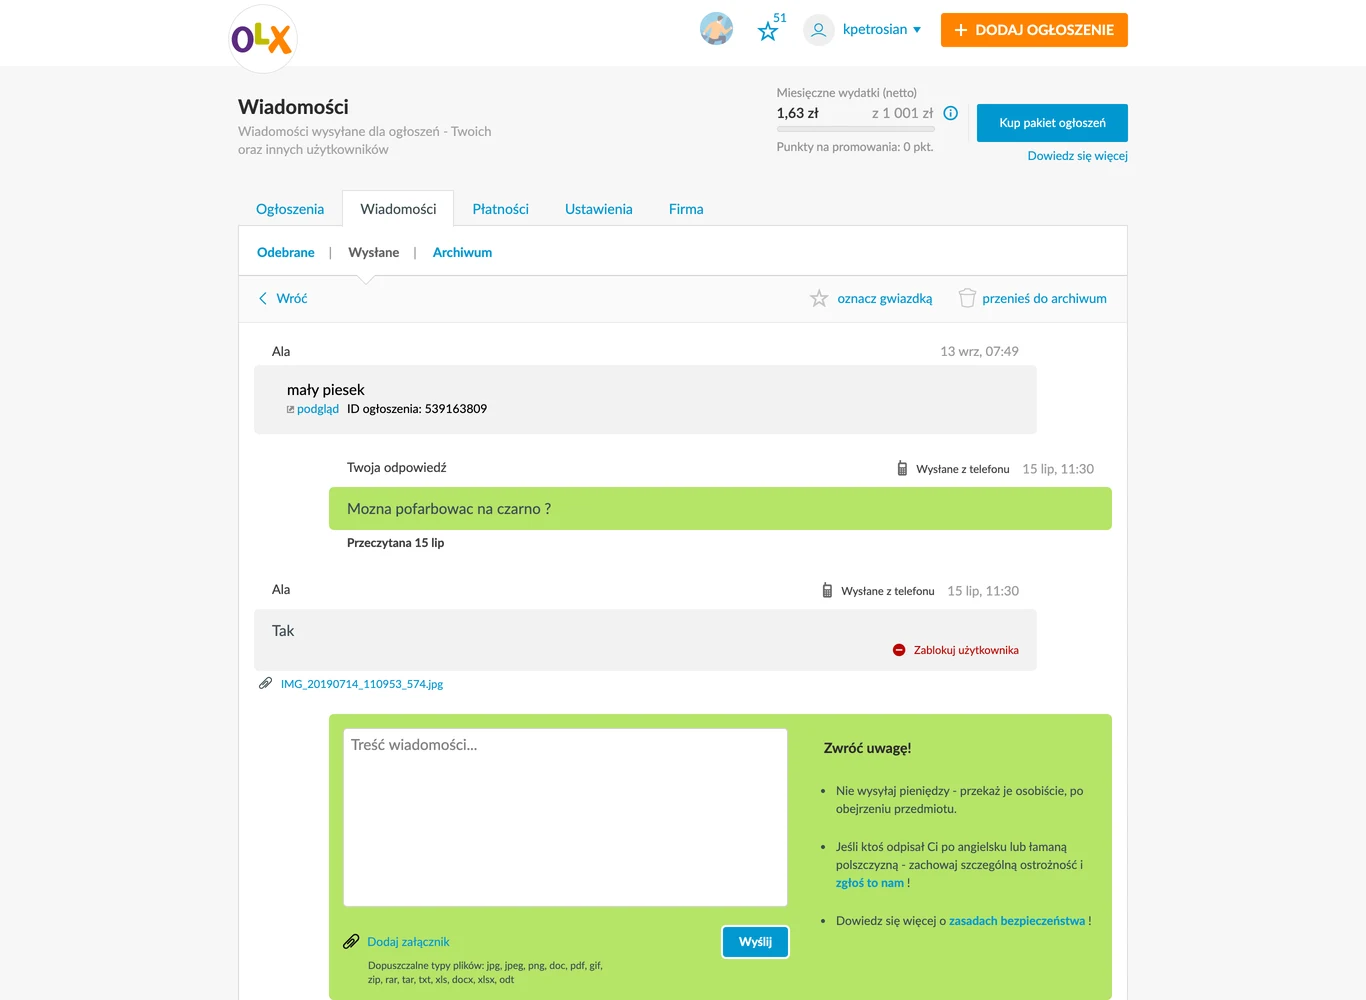 OLX
51
kpetrosian
+ DODAJ OGŁOSZENIE
Wiadomości
Wiadomości wysyłane dla ogłoszeń - Twoich
oraz innych użytkowników
Miesięczne wydatki (netto)
1,63 zł z 1 001 zł
Punkty na promowania: 0 pkt.
Kup pakiet ogłoszeń
Dowiedz się więcej
Ogłoszenia Wiadomości Płatności Ustawienia Firma
Odebrane | Wysłane | Archiwum
Wróć oznacz gwiazdką przenieś do archiwum
Ala 13 wrz, 07:49
mały piesek
podgląd ID ogłoszenia: 539163809
Twoja odpowiedź Wysłane z telefonu 15 lip, 11:30
Mozna pofarbowac na czarno ?
Przeczytana 15 lip
Ala Wysłane z telefonu 15 lip, 11:30
Tak
Zablokuj użytkownika
IMG_20190714_110953_574.jpg
Treść wiadomości...
Dodaj załącznik
Dopuszczalne typy plików: jpg, jpeg, png, doc, pdf, gif,
zip, rar, tar, txt, xls, docx, xlsx, odt
Wyślij
Zwróć uwagę!
• Nie wysyłaj pieniędzy - przekaż je osobiście, po
obejrzeniu przedmiotu.
• Jeśli ktoś odpisał Ci po angielsku lub łamaną
polszczyzną - zachowaj szczególną ostrożność i
zgłoś to nam !
• Dowiedz się więcej o zasadach bezpieczeństwa !